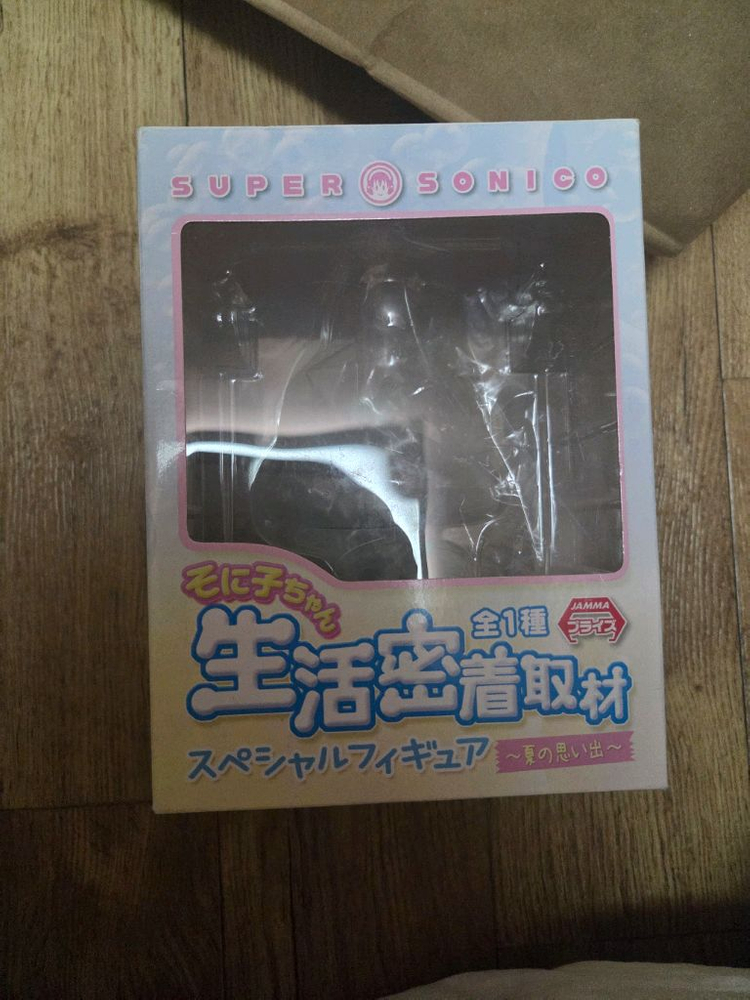 SUPER SONICO
そに子ちゃん
全1種
JAMMA
プライズ
生活密着取材
スペシャルフィギュア
～夏の思い出～